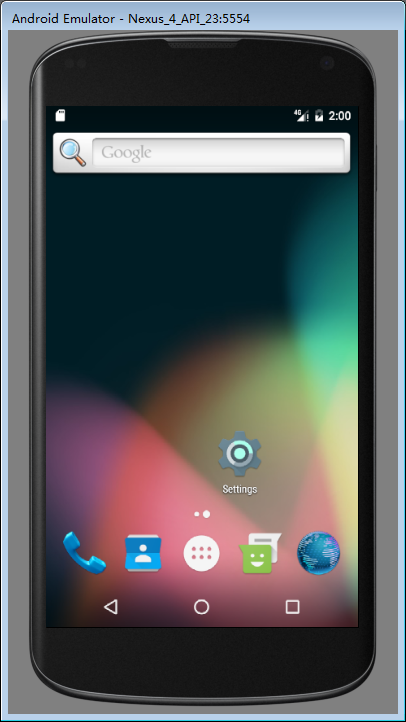 Android Emulator - Nexus_4_API_23:5554
4G 2:00
Google
Settings